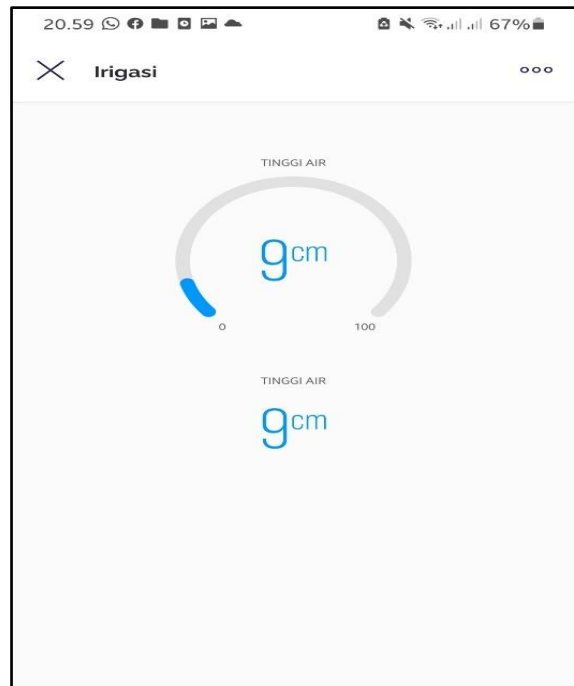 20.59 67%
Irigasi
TINGGI AIR
9cm
0 100
TINGGI AIR
9cm